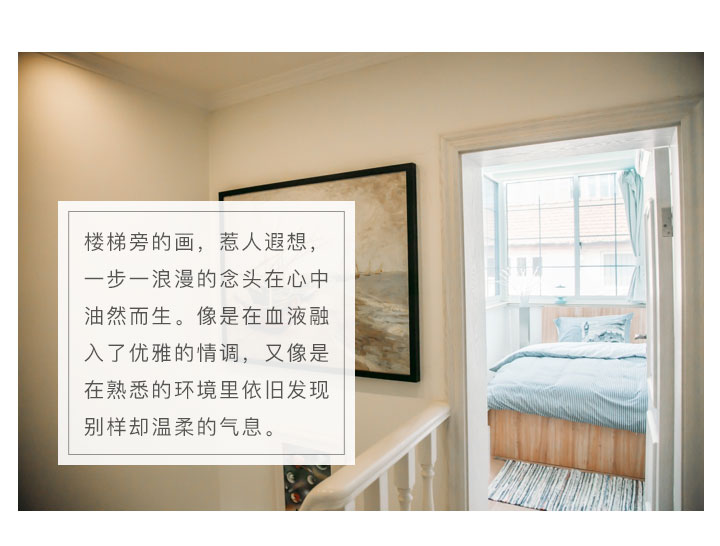 楼梯旁的画，惹人遐想，
一步一浪漫的念头在心中
油然而生。像是在血液融
入了优雅的情调，又像是
在熟悉的环境里依旧发现
别样却温柔的气息。